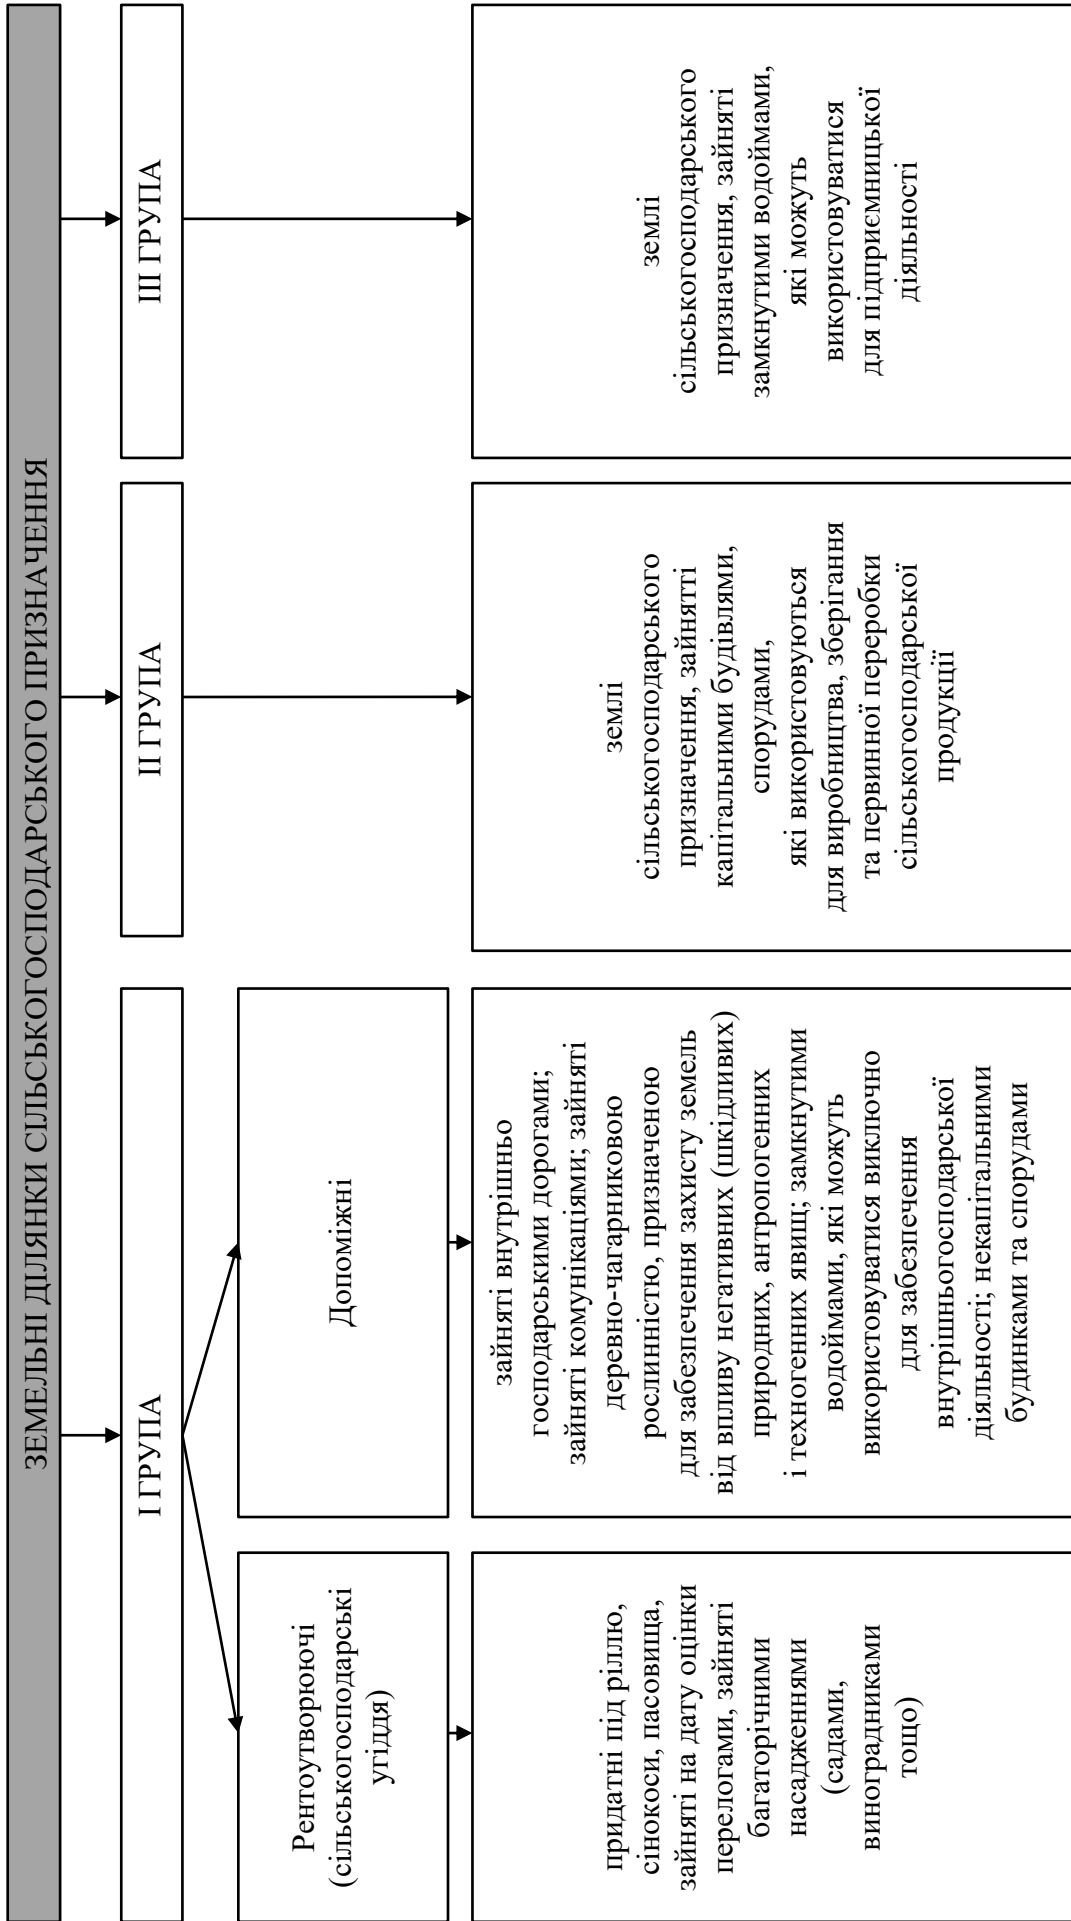 ЗЕМЕЛЬНІ ДІЛЯНКИ СІЛЬСЬКОГОСПОДАРСЬКОГО ПРИЗНАЧЕННЯ
І ГРУПА
ІІ ГРУПА
ІІІ ГРУПА
Рентоутворюючі
(сільськогосподарські
угіддя)
Допоміжні
придатні під ріллю,
сінокоси, пасовища,
зайняті на дату оцінки
перелогами, зайняті
багаторічними
насадженнями
(садами,
виноградниками
тощо)
зайняті внутрішньо
господарськими дорогами;
зайняті комунікаціями; зайняті
деревно-чагарниковою
рослинністю, призначеною
для забезпечення захисту земель
від впливу негативних (шкідливих)
природних, антропогенних
і техногенних явищ; замкнутими
водоймами, які можуть
використовуватися виключно
для забезпечення
внутрішньогосподарської
діяльності; некапітальними
будинками та спорудами
землі
сільськогосподарського
призначення, зайнятті
капітальними будівлями,
спорудами,
які використовуються
для виробництва, зберігання
та первинної переробки
сільськогосподарської
продукції
землі
сільськогосподарського
призначення, зайняті
замкнутими водоймами,
які можуть
використовуватися
для підприємницької
діяльності